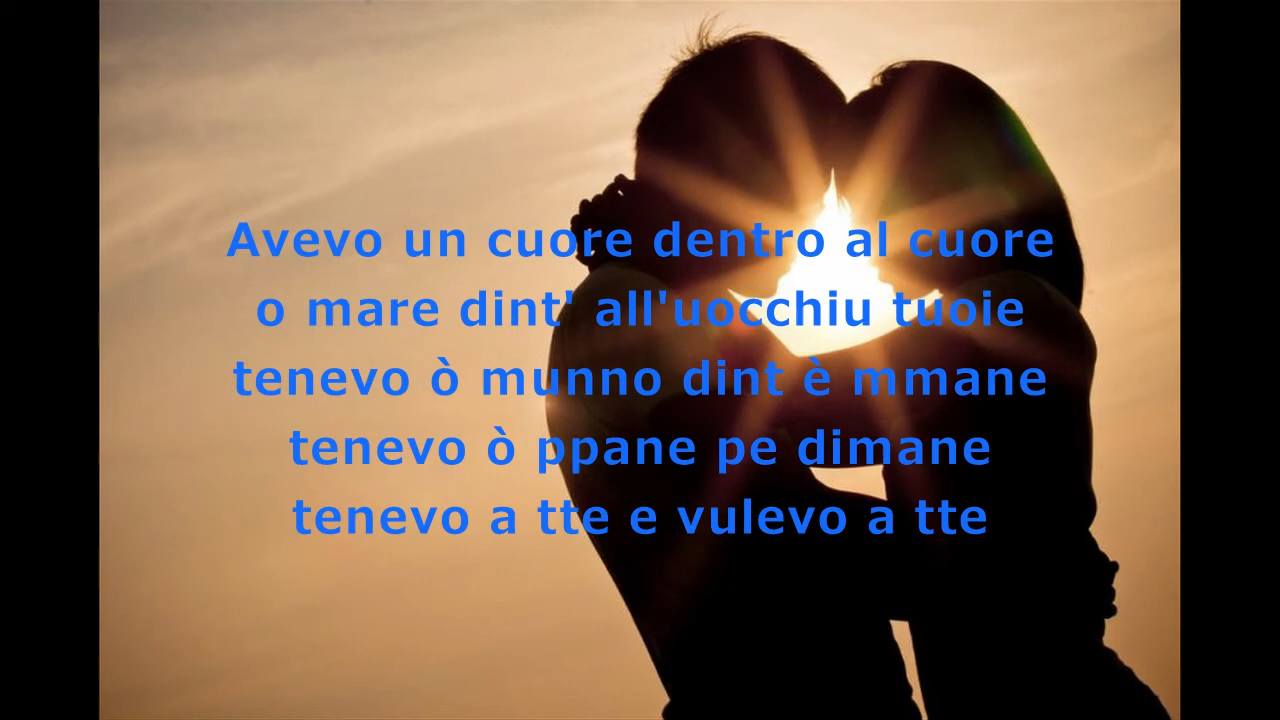 Avevo un cuore dentro al cuore
o mare dint' all'uocchiu tuoie
tenevo ò munno dint è mmane
tenevo ò ppane pe dimane
tenevo a tte e vulevo a tte